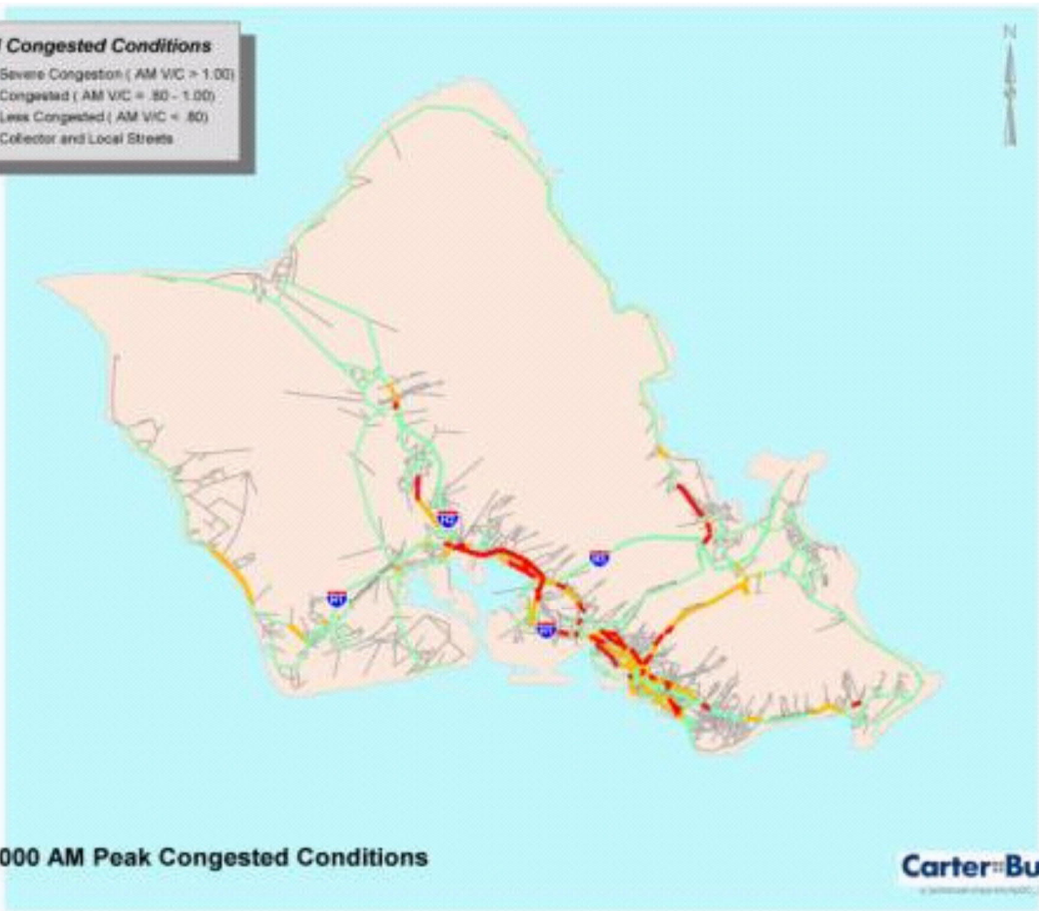 l Congested Conditions
Severe Congestion ( AM V/C > 1.00)
Congested ( AM V/C = .80 - 1.00)
Less Congested ( AM V/C < .80)
Collector and Local Streets
N
H2
H3
H1
H1
000 AM Peak Congested Conditions
Carter::Bu